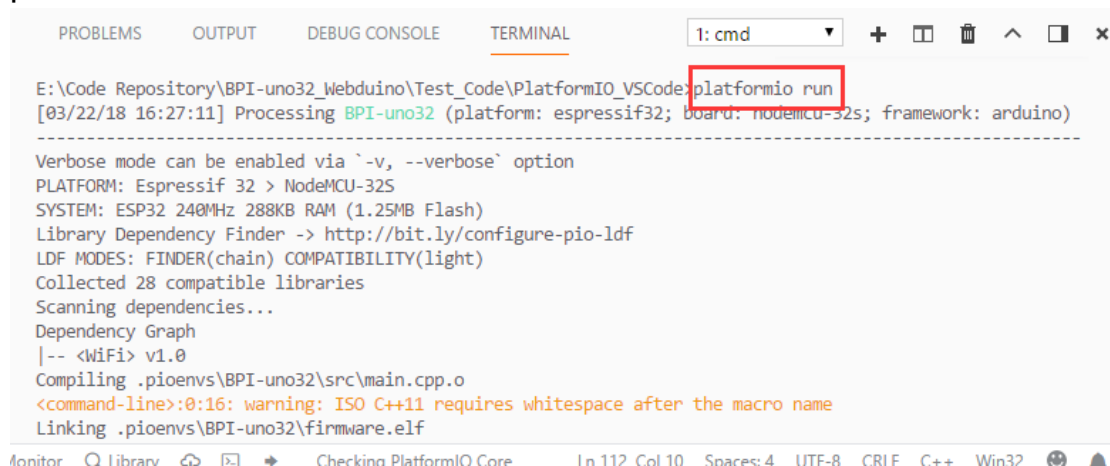 PROBLEMS OUTPUT DEBUG CONSOLE TERMINAL 1: cmd
E:\Code Repository\BPI-uno32_Webduino\Test_Code\PlatformIO_VSCode>platformio run
[03/22/18 16:27:11] Processing BPI-uno32 (platform: espressif32; board: nodemcu-32s; framework: arduino)
--------------------------------------------------------------------------------
Verbose mode can be enabled via `-v, --verbose` option
PLATFORM: Espressif 32 > NodeMCU-32S
SYSTEM: ESP32 240MHz 288KB RAM (1.25MB Flash)
Library Dependency Finder -> http://bit.ly/configure-pio-ldf
LDF MODES: FINDER(chain) COMPATIBILITY(light)
Collected 28 compatible libraries
Scanning dependencies...
Dependency Graph
|-- <WiFi> v1.0
Compiling .pioenvs\BPI-uno32\src\main.cpp.o
<command-line>:0:16: warning: ISO C++11 requires whitespace after the macro name
Linking .pioenvs\BPI-uno32\firmware.elf
Monitor Library Checking PlatformIO Core Ln 112 Col 10 Spaces: 4 UTF-8 CRLF C++ Win32